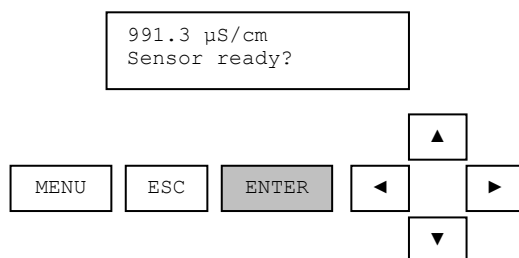 991.3 µS/cm
Sensor ready?
▲
MENU ESC ENTER ◄ ►
▼